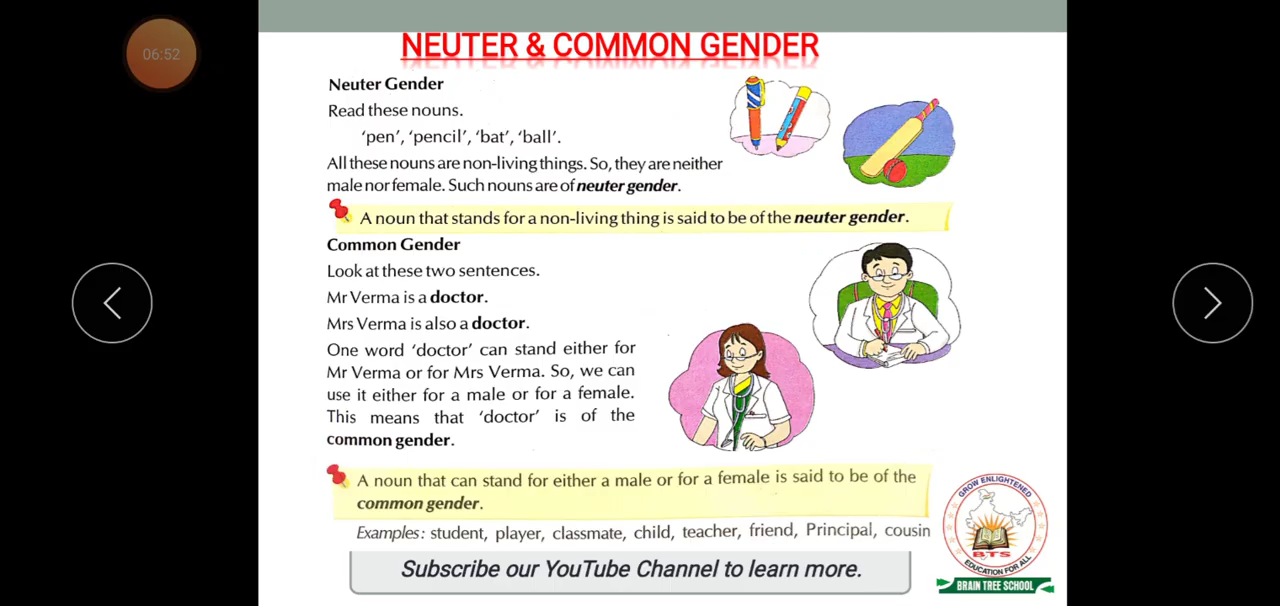 06:52
NEUTER & COMMON GENDER
Neuter Gender
Read these nouns.
‘pen’, ‘pencil’, ‘bat’, ‘ball’.
All these nouns are non-living things. So, they are neither
male nor female. Such nouns are of neuter gender.
A noun that stands for a non-living thing is said to be of the neuter gender.
Common Gender
Look at these two sentences.
Mr Verma is a doctor.
Mrs Verma is also a doctor.
One word ‘doctor’ can stand either for
Mr Verma or for Mrs Verma. So, we can
use it either for a male or for a female.
This means that ‘doctor’ is of the
common gender.
A noun that can stand for either a male or for a female is said to be of the
common gender.
Examples: student, player, classmate, child, teacher, friend, Principal, cousin
Subscribe our YouTube Channel to learn more.
GROW ENLIGHTENED
BTS
EDUCATION FOR ALL
BRAIN TREE SCHOOL